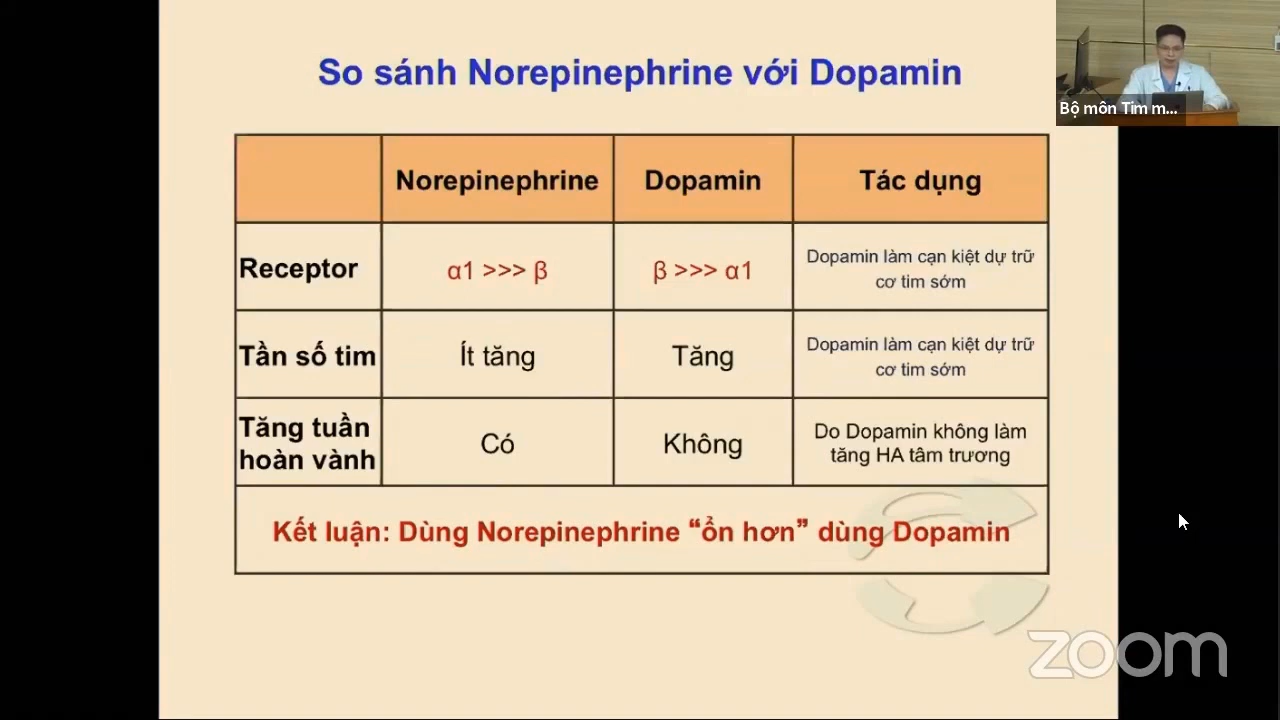 So sánh Norepinephrine với Dopamin
Bộ môn Tim m...
Norepinephrine Dopamin Tác dụng
Receptor α1 >>> β β >>> α1 Dopamin làm cạn kiệt dự trữ
cơ tim sớm
Tần số tim Ít tăng Tăng Dopamin làm cạn kiệt dự trữ
cơ tim sớm
Tăng tuần
hoàn vành Có Không Do Dopamin không làm
tăng HA tâm trương
Kết luận: Dùng Norepinephrine “ổn hơn” dùng Dopamin
zoom